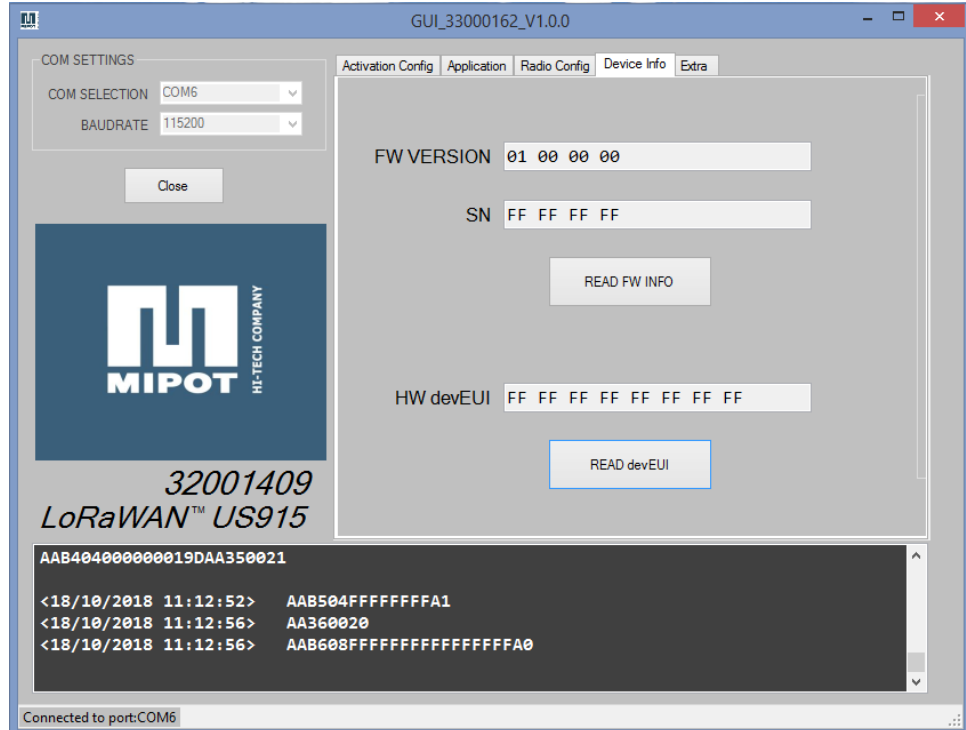 GUI_33000162_V1.0.0
COM SETTINGS
COM SELECTION COM6
BAUDRATE 115200
Close
MIPOT
HI-TECH COMPANY
32001409
LoRaWAN™ US915
Activation Config Application Radio Config Device Info Extra
FW VERSION 01 00 00 00
SN FF FF FF FF
READ FW INFO
HW devEUI FF FF FF FF FF FF FF FF
READ devEUI
AAB404000000019DAA350021
<18/10/2018 11:12:52> AAB504FFFFFFFFA1
<18/10/2018 11:12:56> AA360020
<18/10/2018 11:12:56> AAB608FFFFFFFFFFFFFFFFA0
Connected to port:COM6